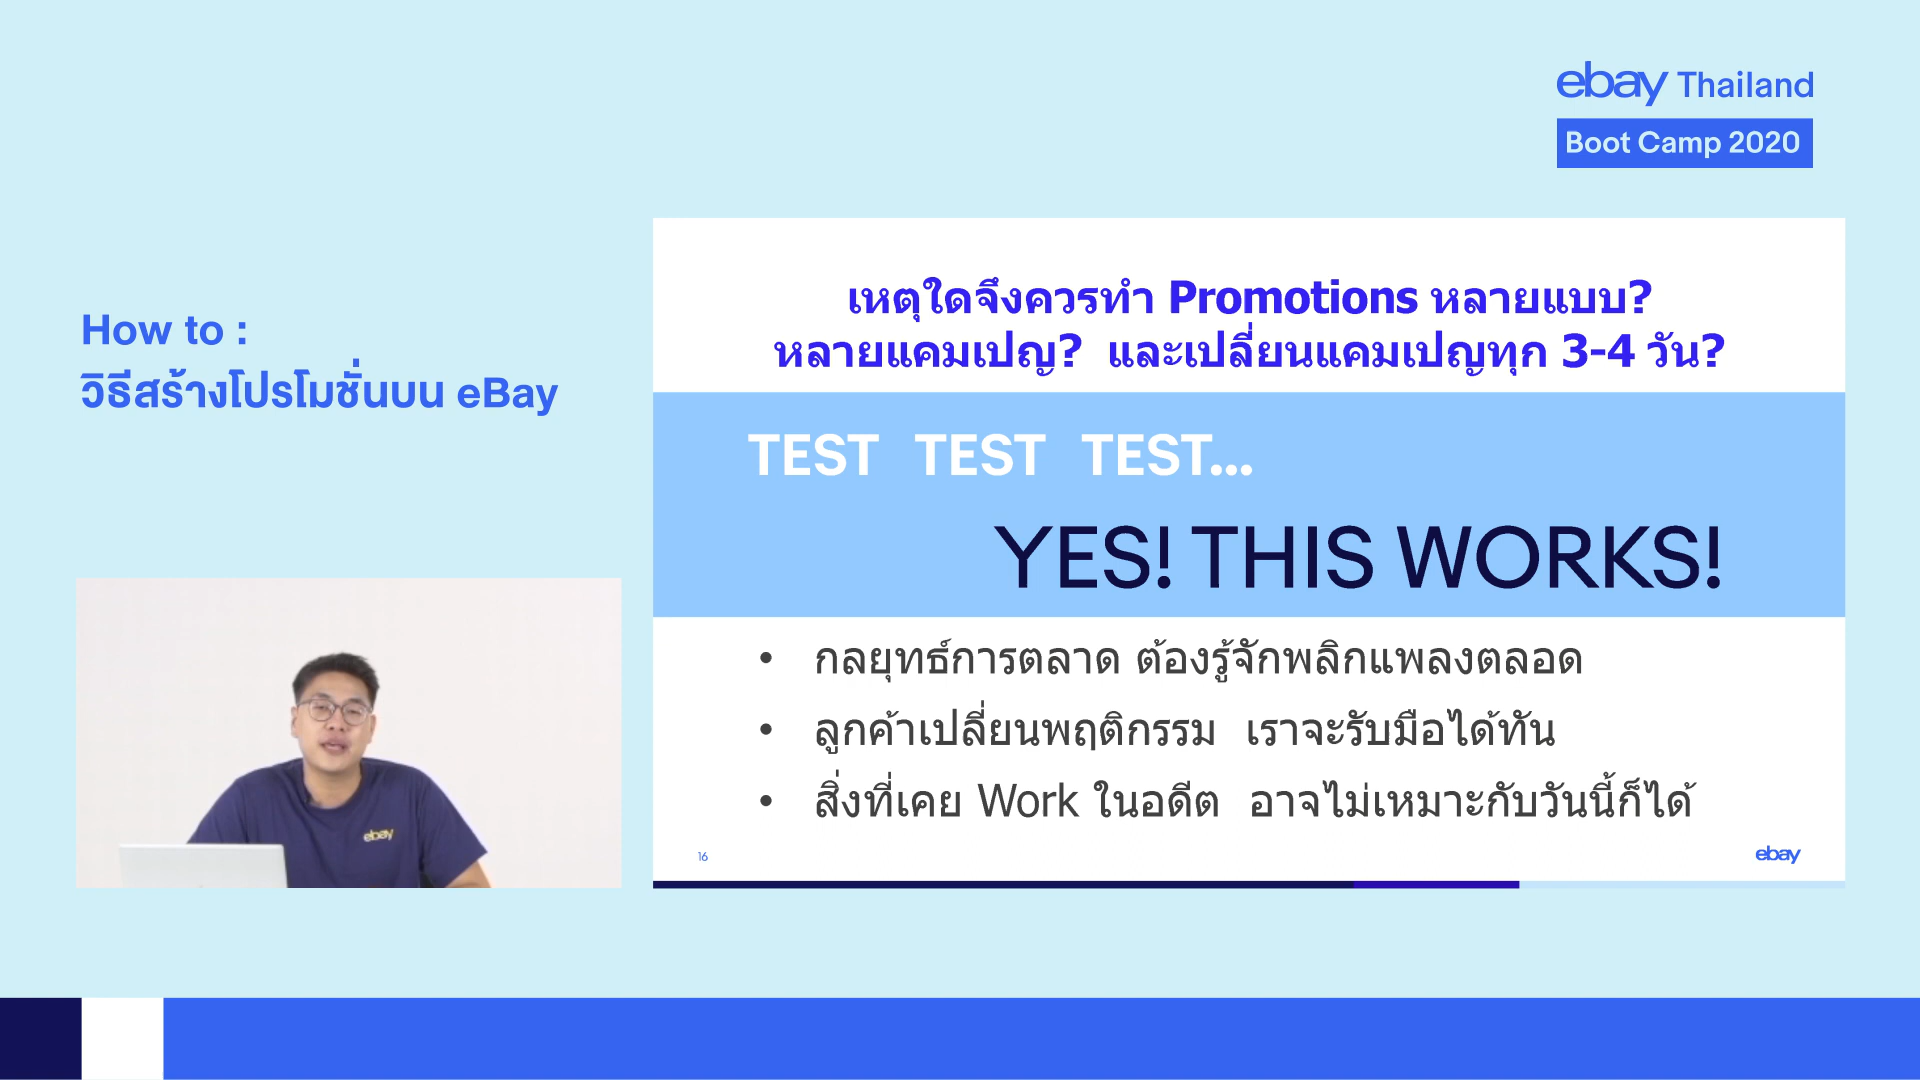 ebay Thailand
Boot Camp 2020
How to :
วิธีสร้างโปรโมชั่นบน eBay
เหตุใดจึงควรทำ Promotions หลายแบบ?
หลายแคมเปญ? และเปลี่ยนแคมเปญทุก 3-4 วัน?
TEST TEST TEST...
YES! THIS WORKS!
• กลยุทธ์การตลาด ต้องรู้จักพลิกแพลงตลอด
• ลูกค้าเปลี่ยนพฤติกรรม เราจะรับมือได้ทัน
• สิ่งที่เคย Work ในอดีต อาจไม่เหมาะกับวันนี้ก็ได้
16
ebay
ebay